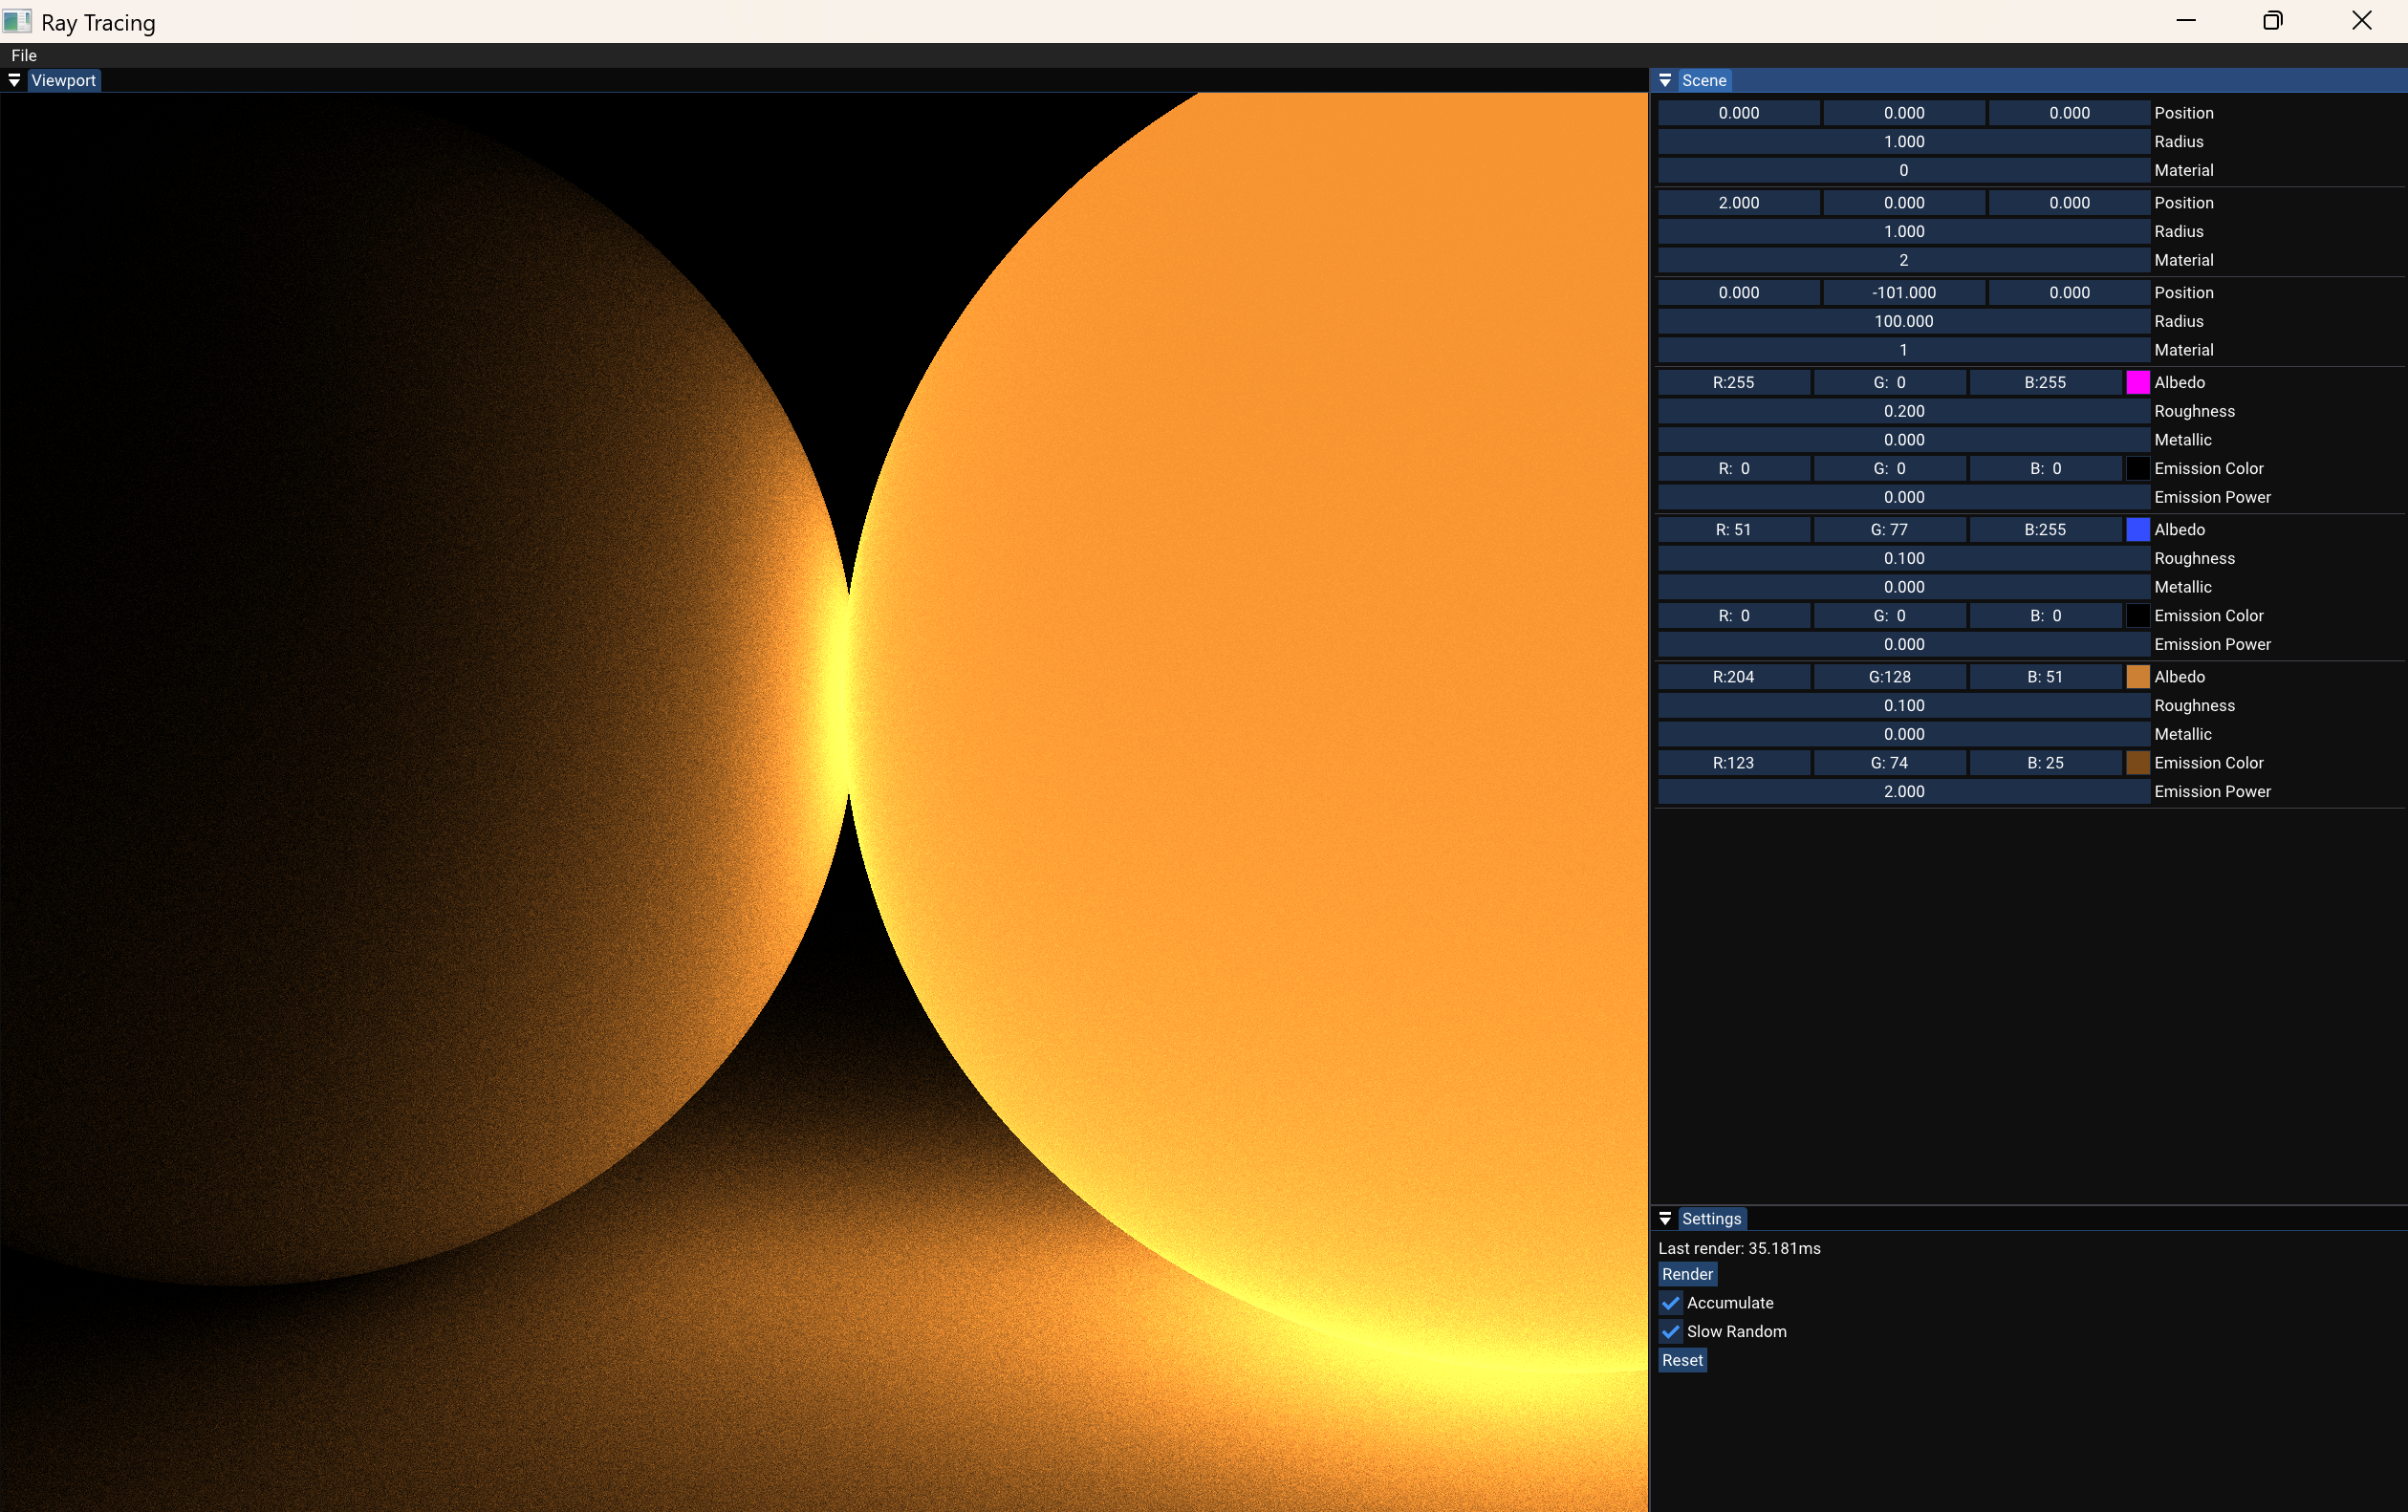 Ray Tracing
File
Viewport
Scene
0.000 0.000 0.000 Position
1.000 Radius
0 Material
2.000 0.000 0.000 Position
1.000 Radius
2 Material
0.000 -101.000 0.000 Position
100.000 Radius
1 Material
R:255 G: 0 B:255 Albedo
0.200 Roughness
0.000 Metallic
R: 0 G: 0 B: 0 Emission Color
0.000 Emission Power
R: 51 G: 77 B:255 Albedo
0.100 Roughness
0.000 Metallic
R: 0 G: 0 B: 0 Emission Color
0.000 Emission Power
R:204 G:128 B: 51 Albedo
0.100 Roughness
0.000 Metallic
R:123 G: 74 B: 25 Emission Color
2.000 Emission Power
Settings
Last render: 35.181ms
Render
Accumulate
Slow Random
Reset